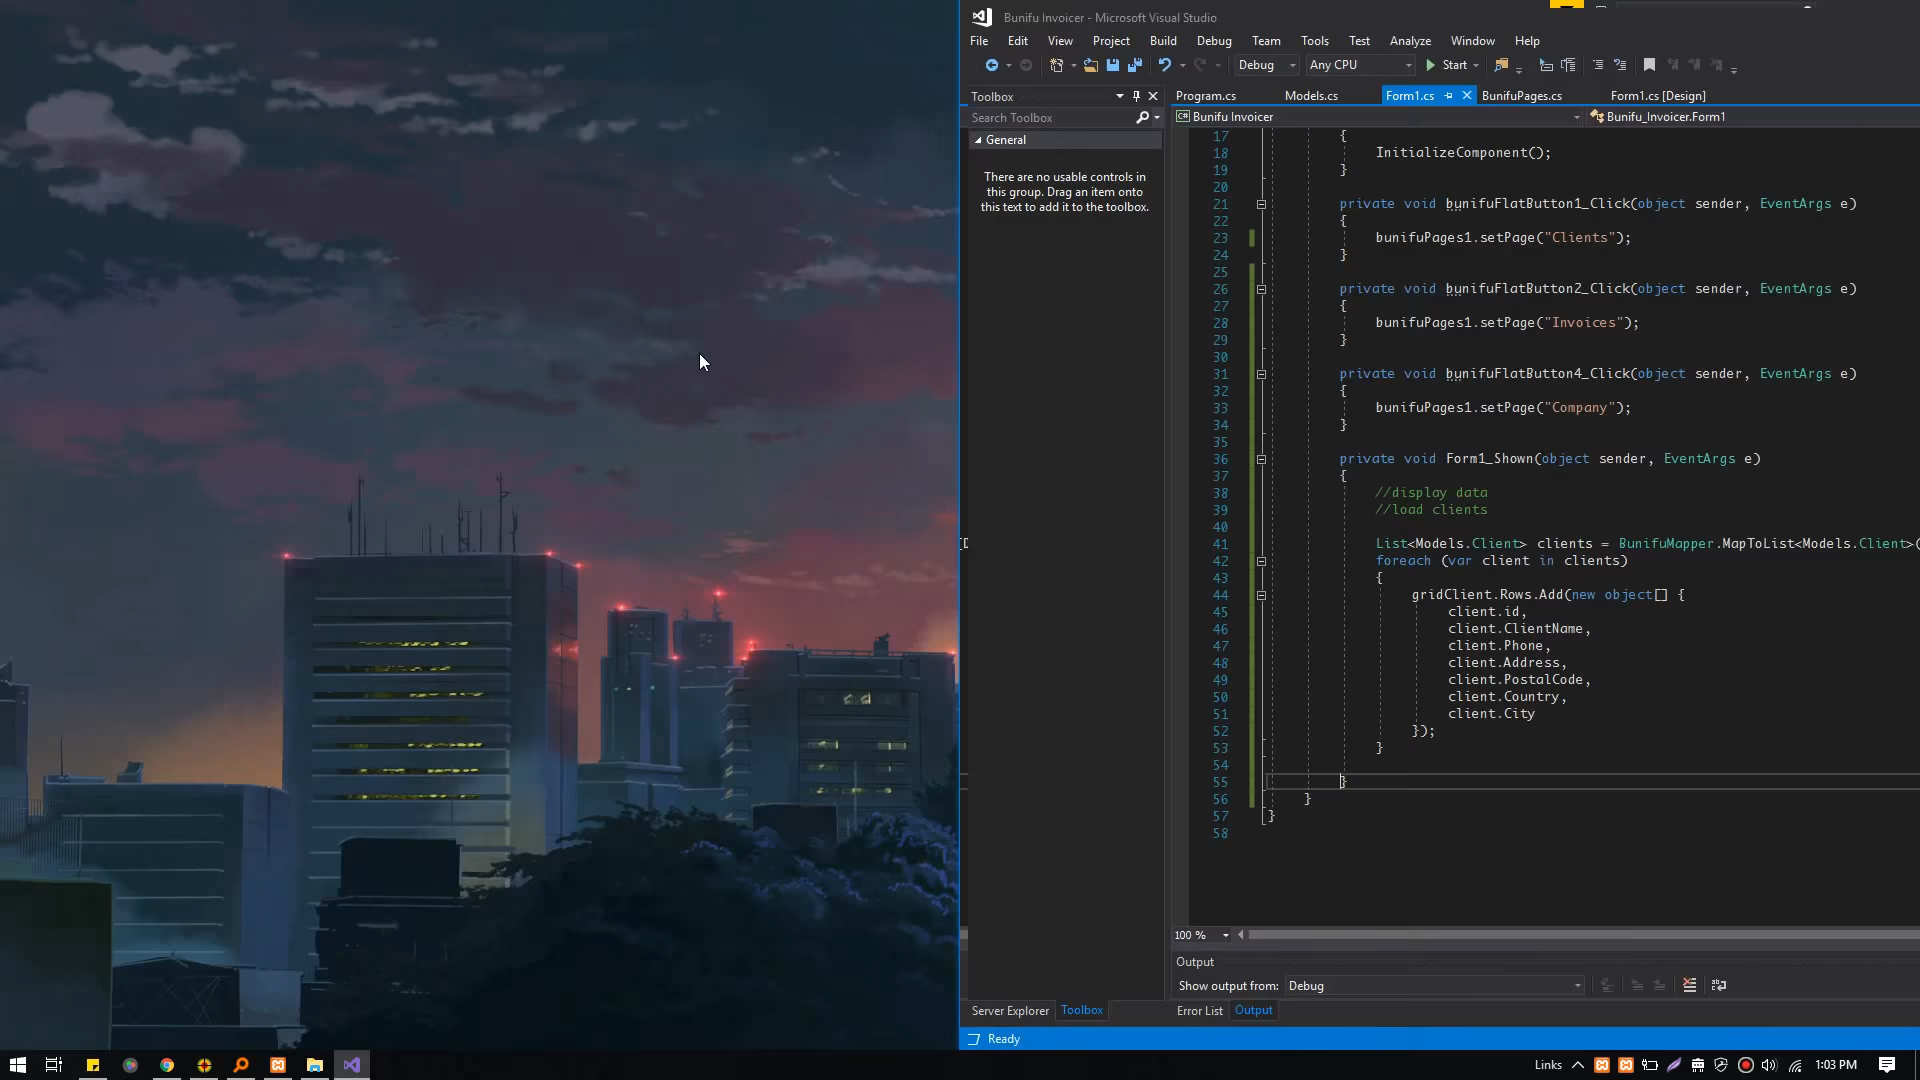 Bunifu Invoicer - Microsoft Visual Studio
File Edit View Project Build Debug Team Tools Test Analyze Window Help
Debug Any CPU Start
Toolbox
Search Toolbox
General
There are no usable controls in
this group. Drag an item onto
this text to add it to the toolbox.
Program.cs Models.cs Form1.cs BunifuPages.cs Form1.cs [Design]
Bunifu Invoicer Bunifu_Invoicer.Form1
17 {
18 InitializeComponent();
19 }
20
21 private void bunifuFlatButton1_Click(object sender, EventArgs e)
22 {
23 bunifuPages1.setPage("Clients");
24 }
25
26 private void bunifuFlatButton2_Click(object sender, EventArgs e)
27 {
28 bunifuPages1.setPage("Invoices");
29 }
30
31 private void bunifuFlatButton4_Click(object sender, EventArgs e)
32 {
33 bunifuPages1.setPage("Company");
34 }
35
36 private void Form1_Shown(object sender, EventArgs e)
37 {
38 //display data
39 //load clients
40
41 List<Models.Client> clients = BunifuMapper.MapToList<Models.Client>(
42 foreach (var client in clients)
43 {
44 gridClient.Rows.Add(new object[] {
45 client.id,
46 client.ClientName,
47 client.Phone,
48 client.Address,
49 client.PostalCode,
50 client.Country,
51 client.City
52 });
53 }
54
55 }
56 }
57 }
58
100 %
Output
Show output from: Debug
Server Explorer Toolbox Error List Output
Ready
Links 1:03 PM